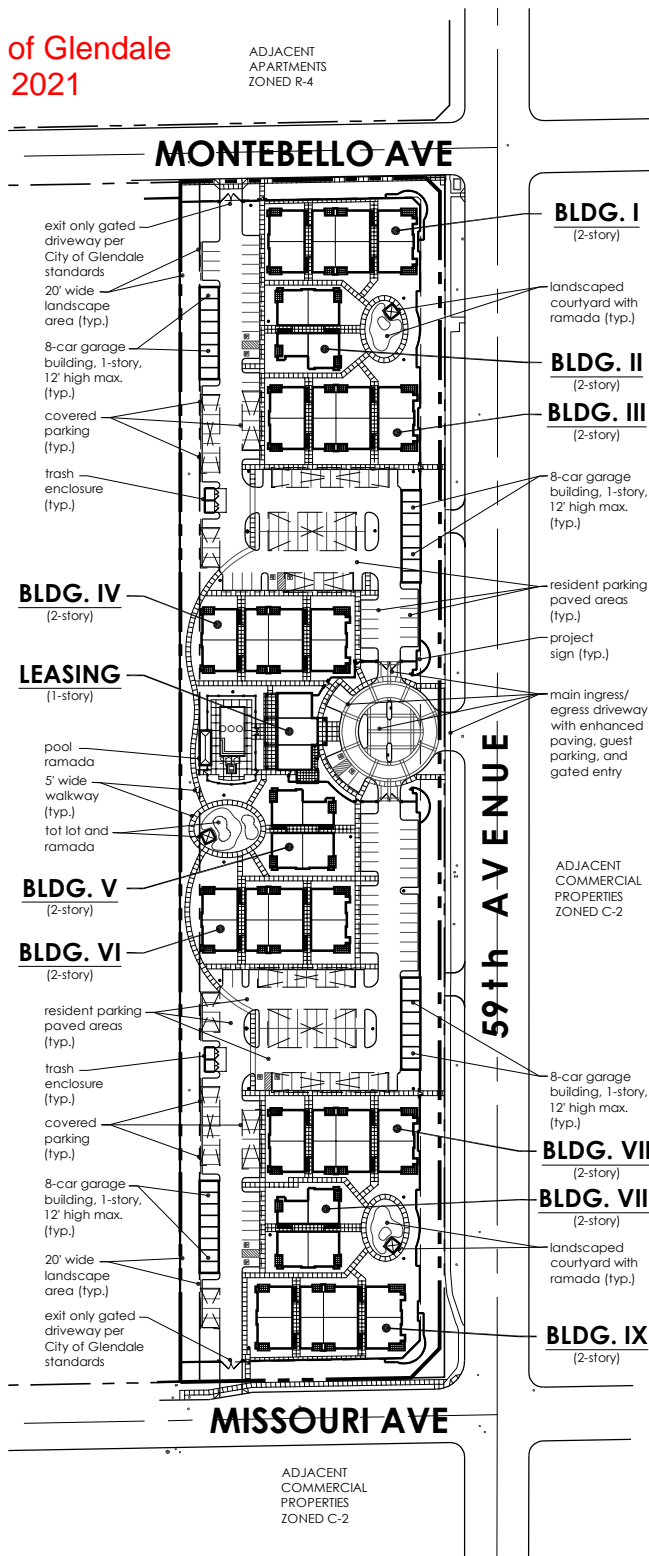 of Glendale
2021
ADJACENT
APARTMENTS
ZONED R-4
MONTEBELLO AVE
exit only gated
driveway per
City of Glendale
standards
20' wide
landscape
area (typ.)
8-car garage
building, 1-story,
12' high max.
(typ.)
covered
parking
(typ.)
trash
enclosure
(typ.)
BLDG. IV
(2-story)
LEASING
(1-story)
pool
ramada
5' wide
walkway
(typ.)
tot lot and
ramada
BLDG. V
(2-story)
BLDG. VI
(2-story)
resident parking
paved areas
(typ.)
trash
enclosure
(typ.)
covered
parking
(typ.)
8-car garage
building, 1-story,
12' high max.
(typ.)
20' wide
landscape
area (typ.)
exit only gated
driveway per
City of Glendale
standards
BLDG. I
(2-story)
landscaped
courtyard with
ramada (typ.)
BLDG. II
(2-story)
BLDG. III
(2-story)
8-car garage
building, 1-story,
12' high max.
(typ.)
resident parking
paved areas
(typ.)
project
sign (typ.)
main ingress/
egress driveway
with enhanced
paving, guest
parking, and
gated entry
59th AVENUE
ADJACENT
COMMERCIAL
PROPERTIES
ZONED C-2
8-car garage
building, 1-story,
12' high max.
(typ.)
BLDG. VII
(2-story)
BLDG. VII
(2-story)
landscaped
courtyard with
ramada (typ.)
BLDG. IX
(2-story)
MISSOURI AVE
ADJACENT
COMMERCIAL
PROPERTIES
ZONED C-2